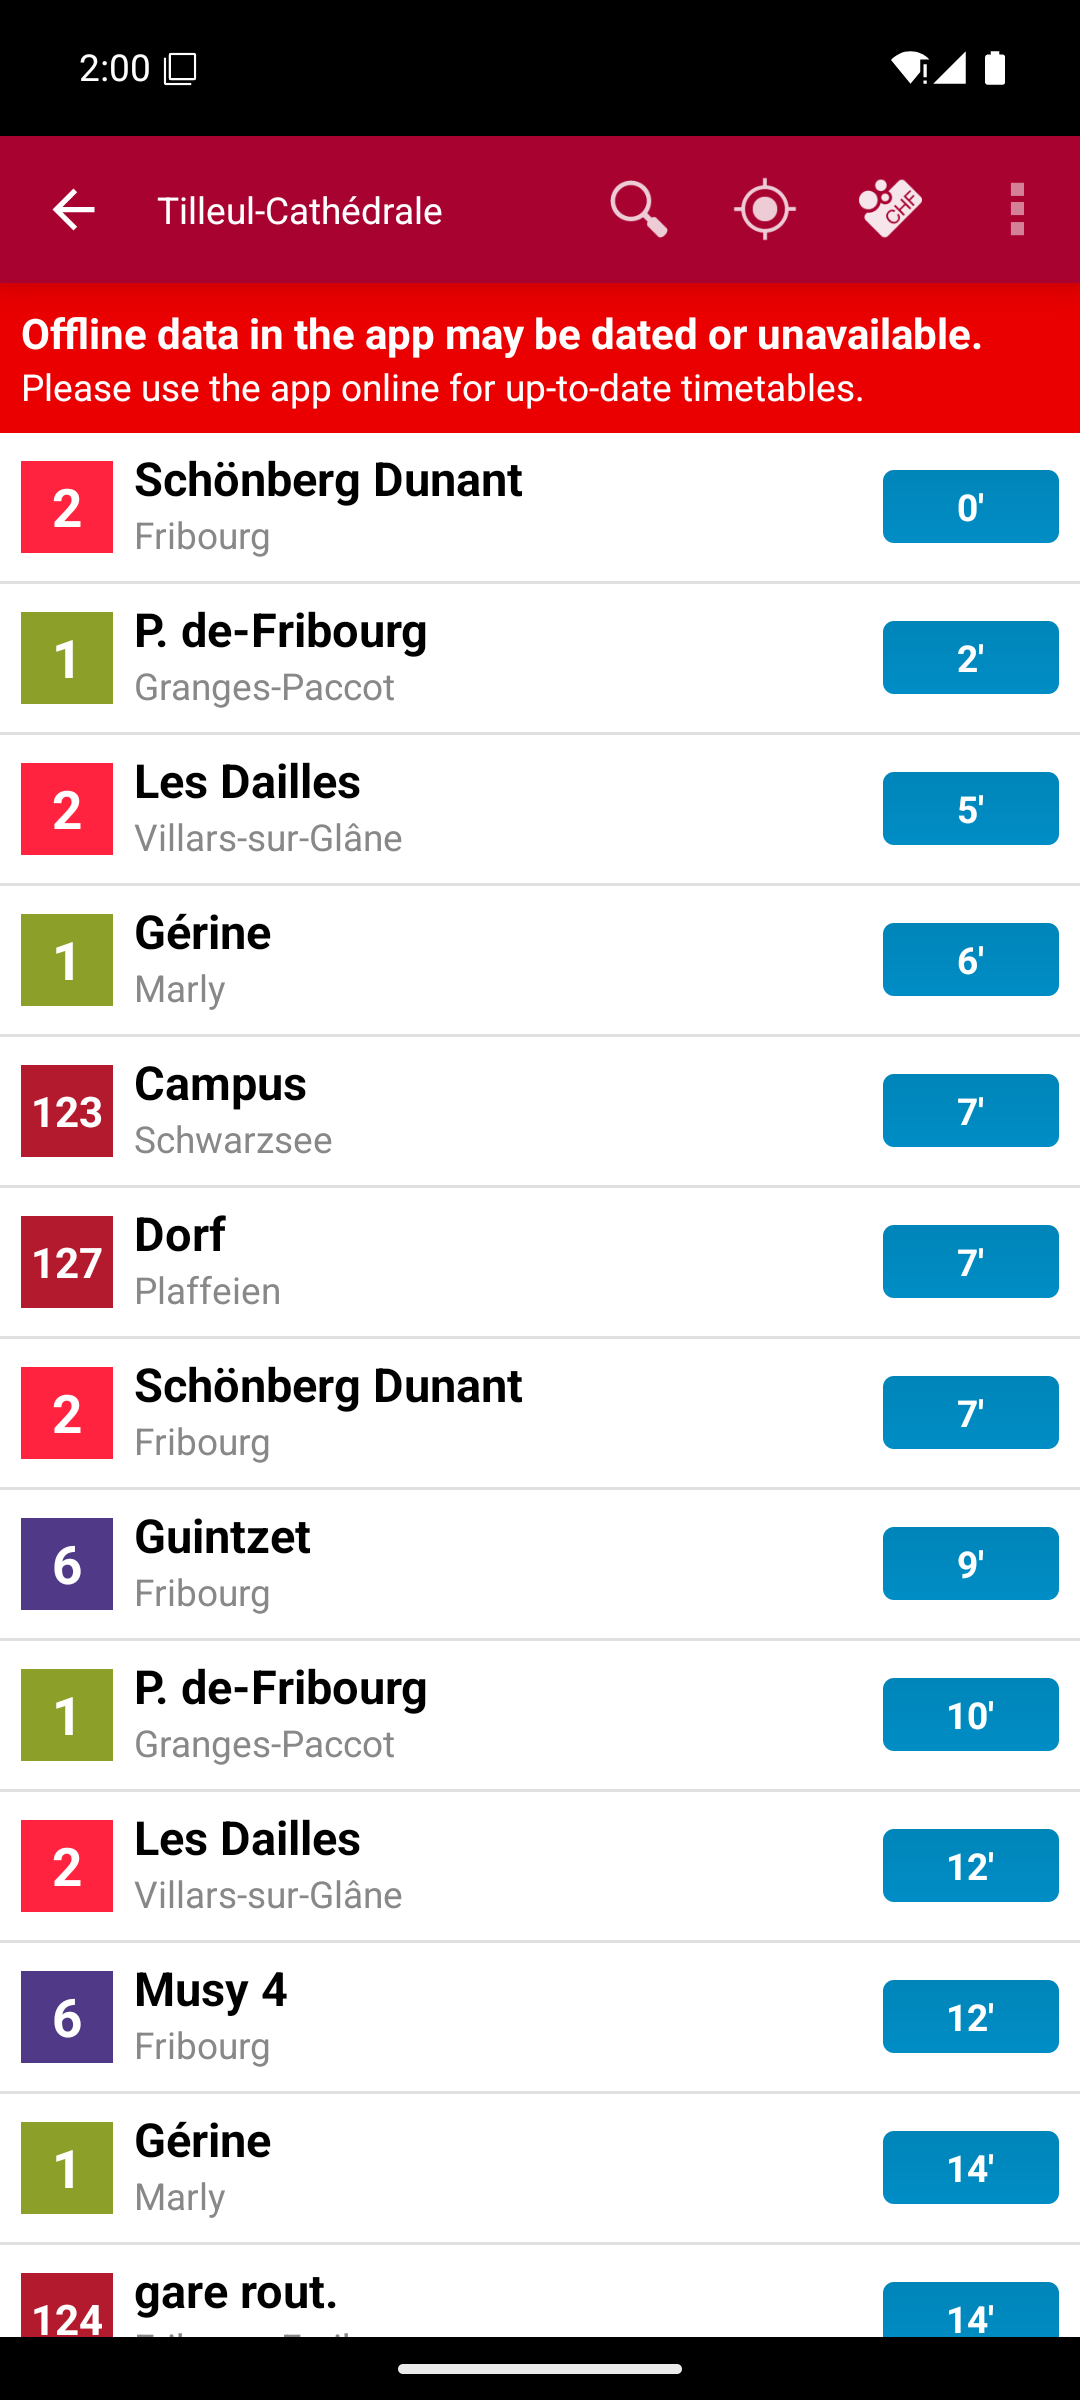 2:00
Tilleul-Cathédrale
CHF
Offline data in the app may be dated or unavailable.
Please use the app online for up-to-date timetables.
2
Schönberg Dunant
Fribourg
0'
1
P. de-Fribourg
Granges-Paccot
2'
2
Les Dailles
Villars-sur-Glâne
5'
1
Gérine
Marly
6'
123
Campus
Schwarzsee
7'
127
Dorf
Plaffeien
7'
2
Schönberg Dunant
Fribourg
7'
6
Guintzet
Fribourg
9'
1
P. de-Fribourg
Granges-Paccot
10'
2
Les Dailles
Villars-sur-Glâne
12'
6
Musy 4
Fribourg
12'
1
Gérine
Marly
14'
124
gare rout.
14'